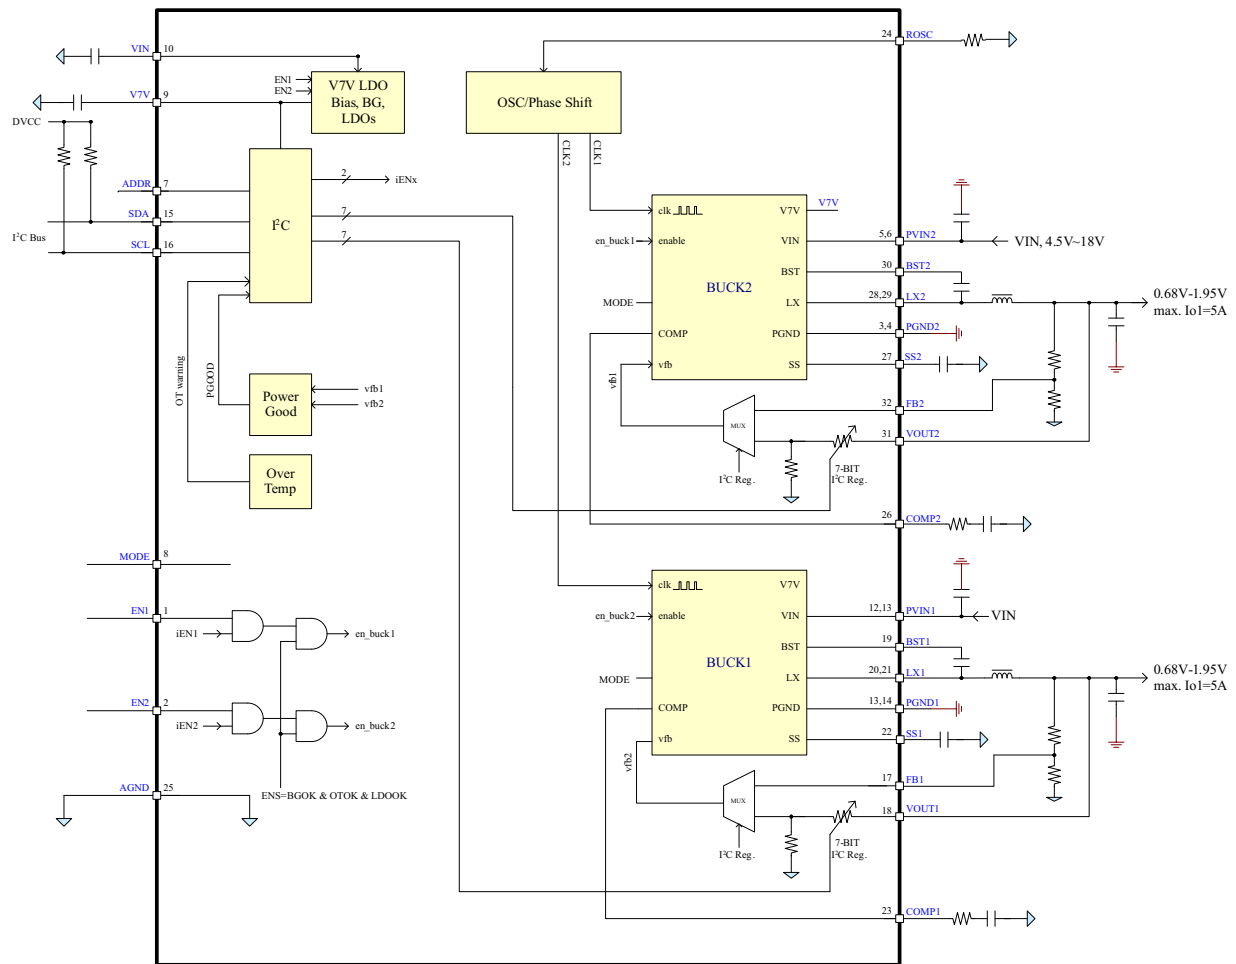 VIN
10
24
ROSC
V7V
9
EN1
EN2
V7V LDO
Bias, BG,
LDOs
OSC/Phase Shift
DVCC
CLK2
CLK1
ADDR
7
2
iENx
SDA
15
7
I²C Bus
I²C
7
SCL
16
clk
V7V
V7V
en_buck1
enable
VIN
5,6
PVIN2
VIN, 4.5V~18V
BST
30
BST2
BUCK2
MODE
LX
28,29
LX2
0.68V-1.95V
max. Io1=5A
COMP
PGND
3,4
PGND2
vfb
SS
27
SS2
OT warning
PGOOD
vfb1
Power
Good
vfb1
vfb2
32
FB2
MUX
31
VOUT2
I²C Reg.
7-BIT
I²C Reg.
Over
Temp
26
COMP2
MODE
8
clk
V7V
EN1
1
iEN1
en_buck1
en_buck2
enable
VIN
12,13
PVIN1
VIN
BST
19
BST1
BUCK1
MODE
LX
20,21
LX1
0.68V-1.95V
max. Io1=5A
EN2
2
iEN2
en_buck2
COMP
PGND
13,14
PGND1
vfb
SS
22
SS1
vfb2
AGND
25
ENS=BGOK & OTOK & LDOOK
17
FB1
MUX
18
VOUT1
I²C Reg.
7-BIT
I²C Reg.
23
COMP1